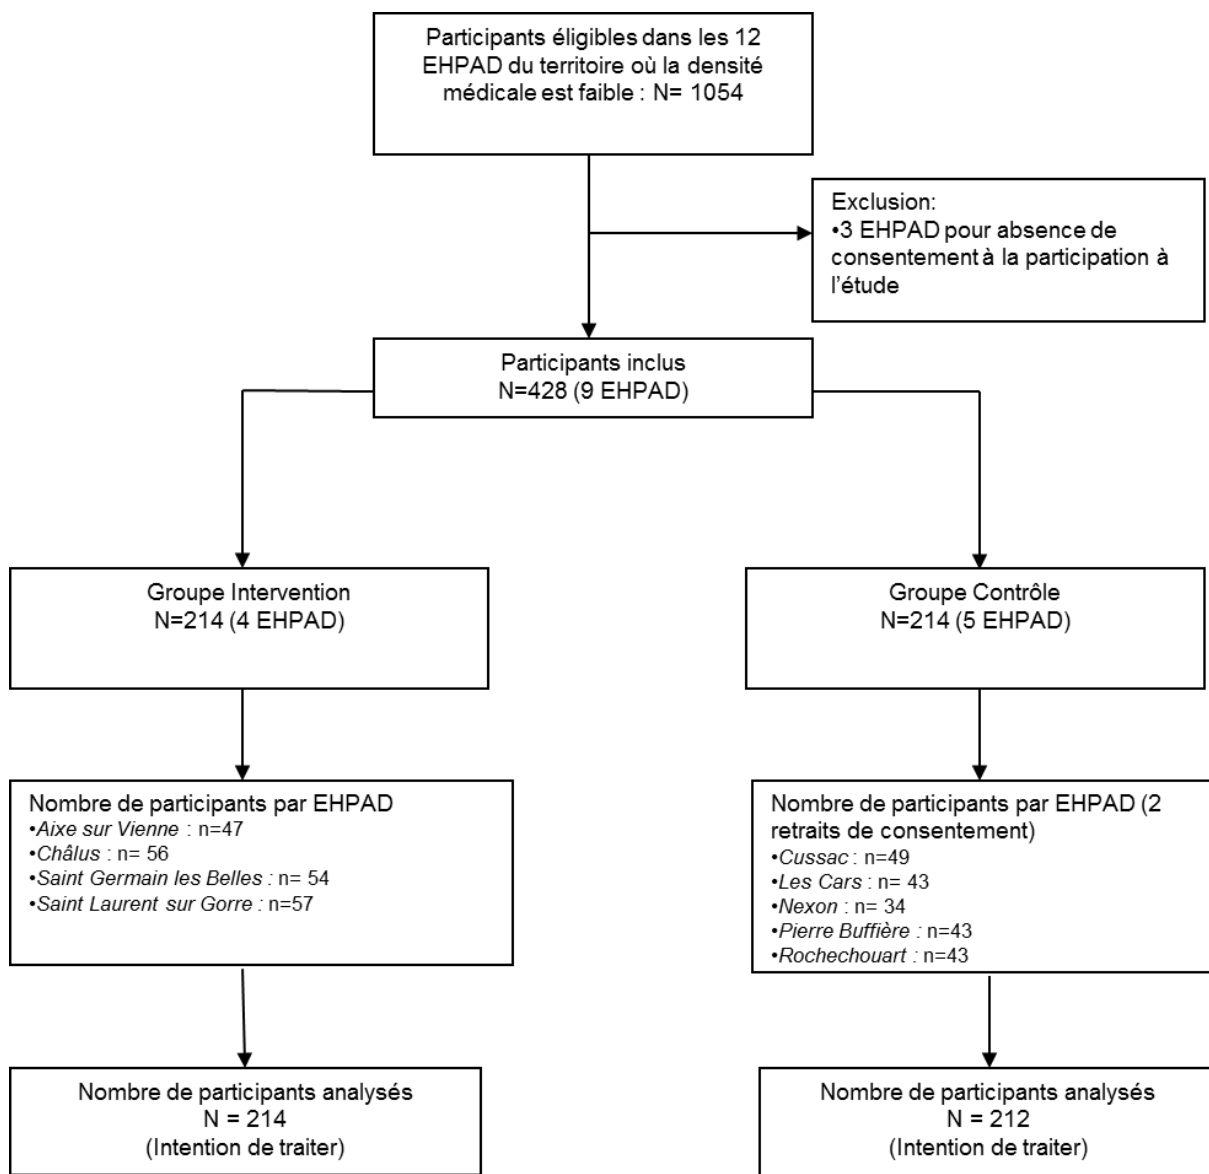 Participants éligibles dans les 12
EHPAD du territoire où la densité
médicale est faible : N= 1054
Exclusion:
•3 EHPAD pour absence de
consentement à la participation à
l’étude
Participants inclus
N=428 (9 EHPAD)
Groupe Intervention
N=214 (4 EHPAD)
Groupe Contrôle
N=214 (5 EHPAD)
Nombre de participants par EHPAD
•Aixe sur Vienne : n=47
•Châlus : n= 56
•Saint Germain les Belles : n= 54
•Saint Laurent sur Gorre : n=57
Nombre de participants par EHPAD (2
retraits de consentement)
•Cussac : n=49
•Les Cars : n= 43
•Nexon : n= 34
•Pierre Buffière : n=43
•Rochechouart : n=43
Nombre de participants analysés
N = 214
(Intention de traiter)
Nombre de participants analysés
N = 212
(Intention de traiter)